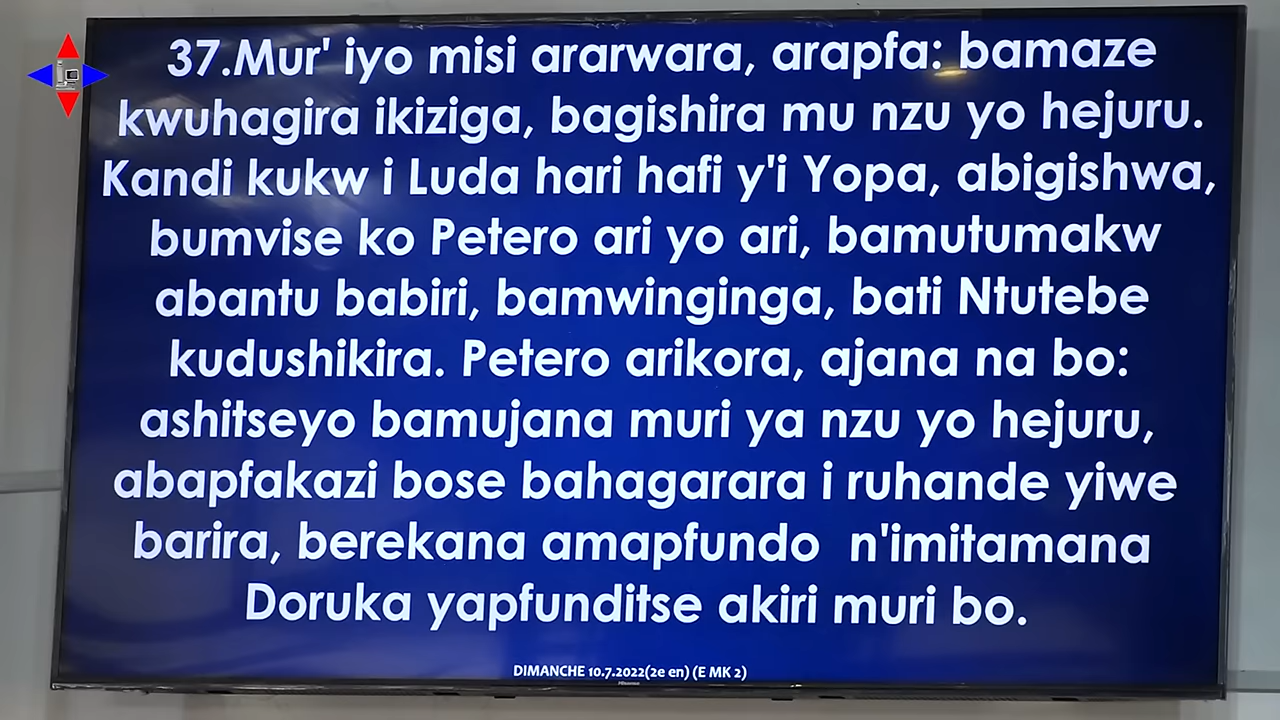 37.Mur' iyo misi ararwara, arapfa: bamaze
kwuhagira ikiziga, bagishira mu nzu yo hejuru.
Kandi kukw i Luda hari hafi y'i Yopa, abigishwa,
bumvise ko Petero ari yo ari, bamutumakw
abantu babiri, bamwinginga, bati Ntutebe
kudushikira. Petero arikora, ajana na bo:
ashitseyo bamujana muri ya nzu yo hejuru,
abapfakazi bose bahagarara i ruhande yiwe
barira, berekana amapfundo n'imitamana
Doruka yapfunditse akiri muri bo.
DIMANCHE 10.7.2022(2e en) (E MK 2)
Hisense